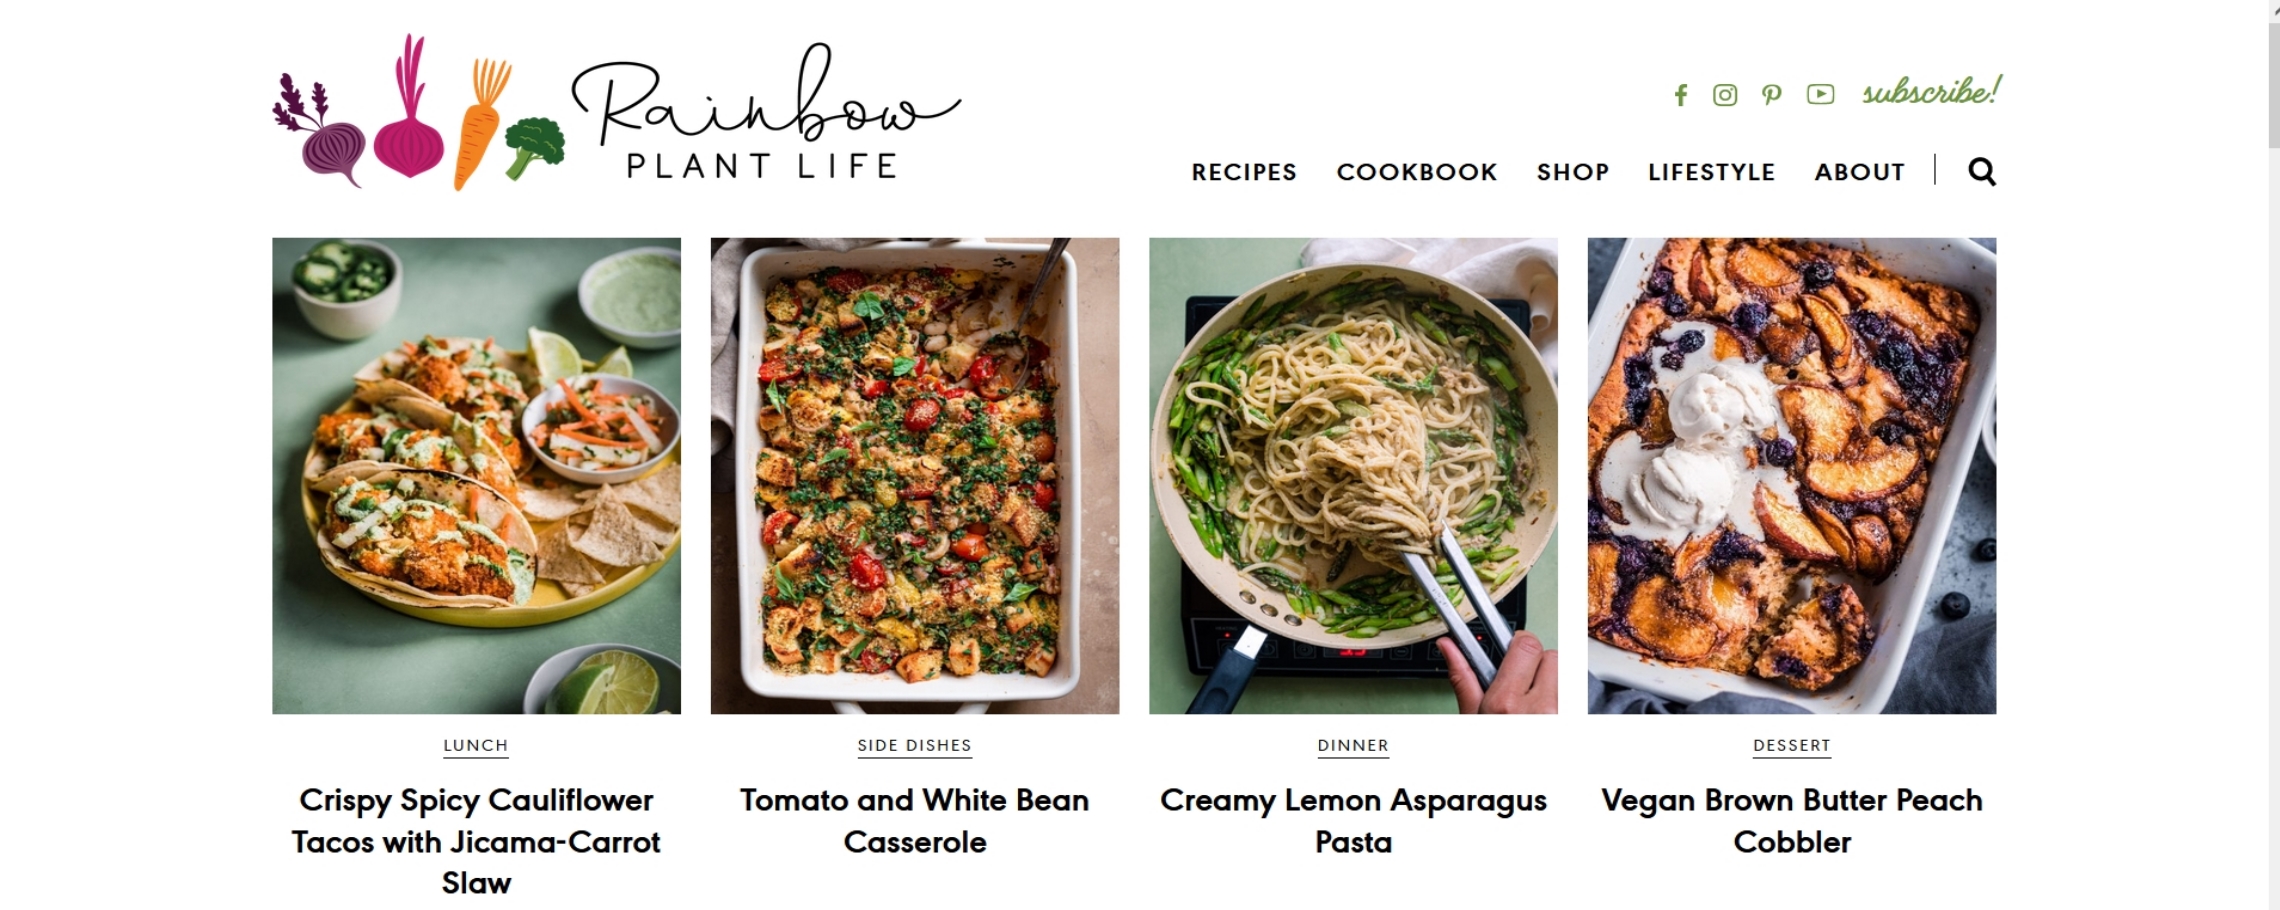 Rainbow
PLANT LIFE
subscribe!
RECIPES COOKBOOK SHOP LIFESTYLE ABOUT
LUNCH
Crispy Spicy Cauliflower
Tacos with Jicama-Carrot
Slaw
SIDE DISHES
Tomato and White Bean
Casserole
DINNER
Creamy Lemon Asparagus
Pasta
DESSERT
Vegan Brown Butter Peach
Cobbler